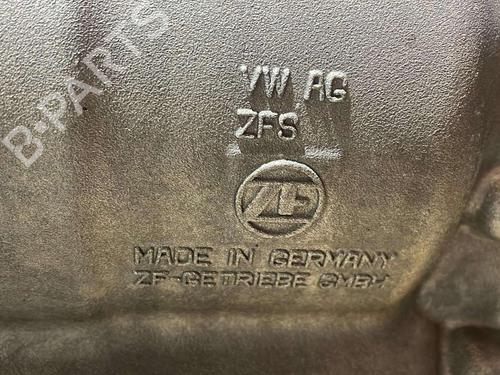 B-PARTS
VW AG
ZFS
ZF
MADE IN GERMANY
ZF-GETRIEBE GMBH